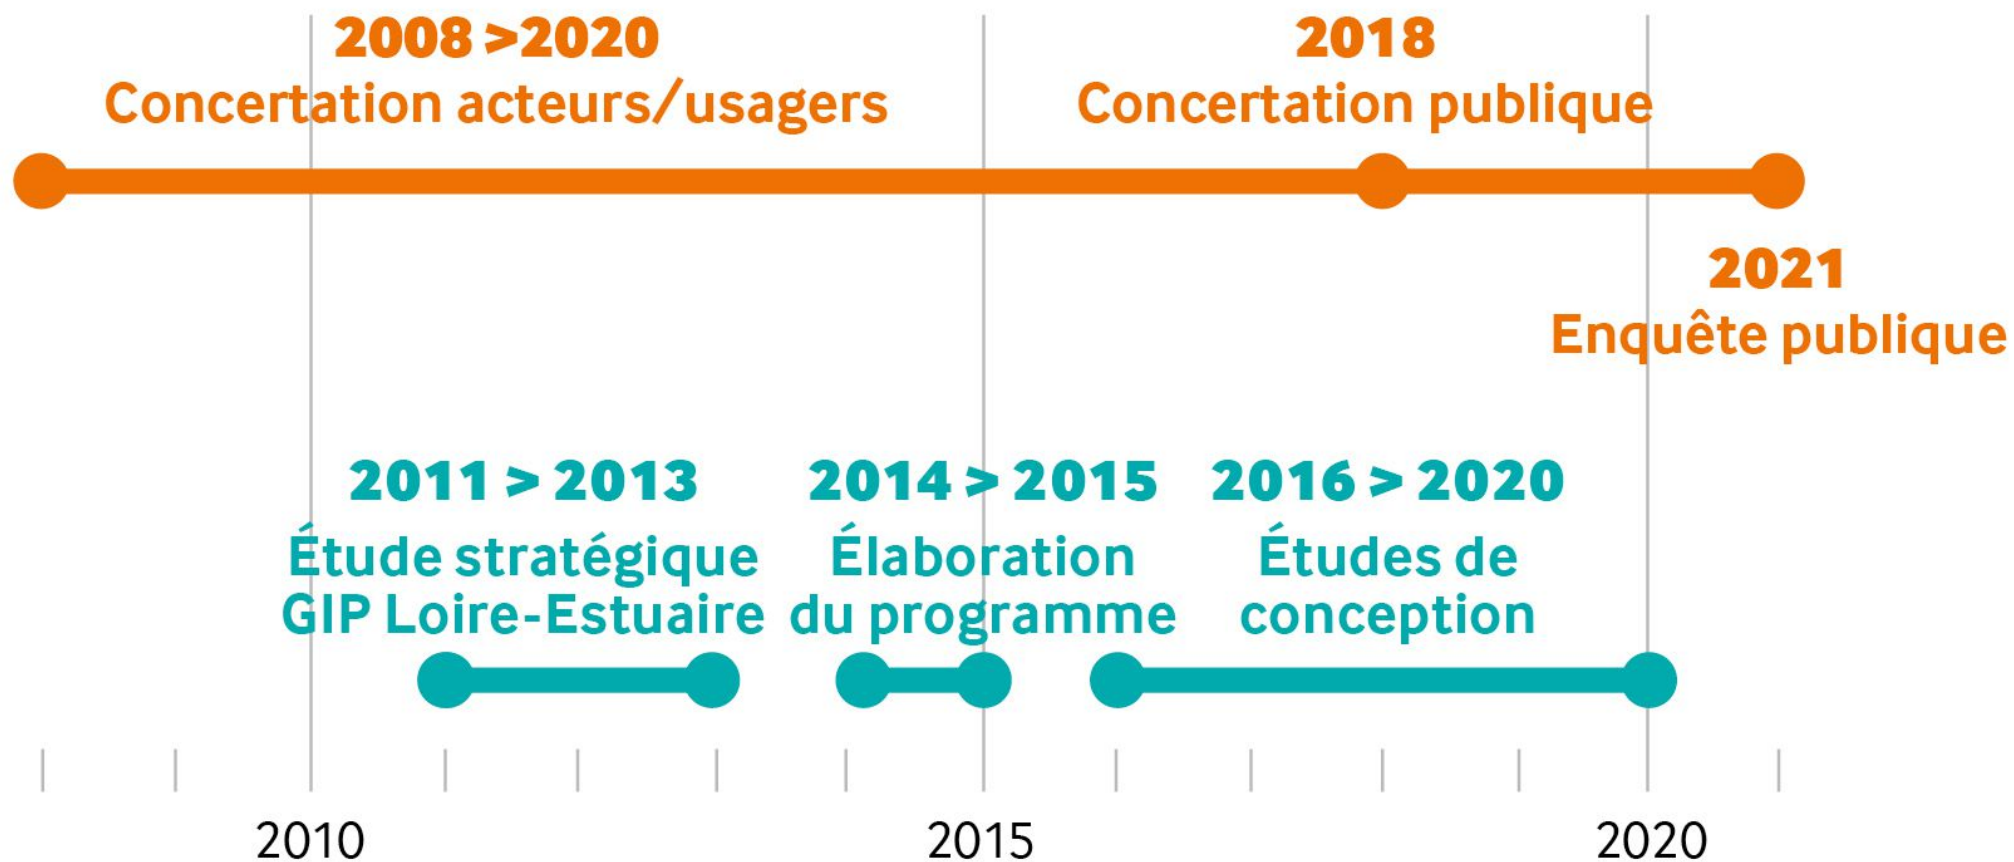 2008 >2020
Concertation acteurs/usagers
2018
Concertation publique
2021
Enquête publique
2011 > 2013
Étude stratégique
GIP Loire-Estuaire
2014 > 2015
Élaboration
du programme
2016 > 2020
Études de
conception
2010
2015
2020